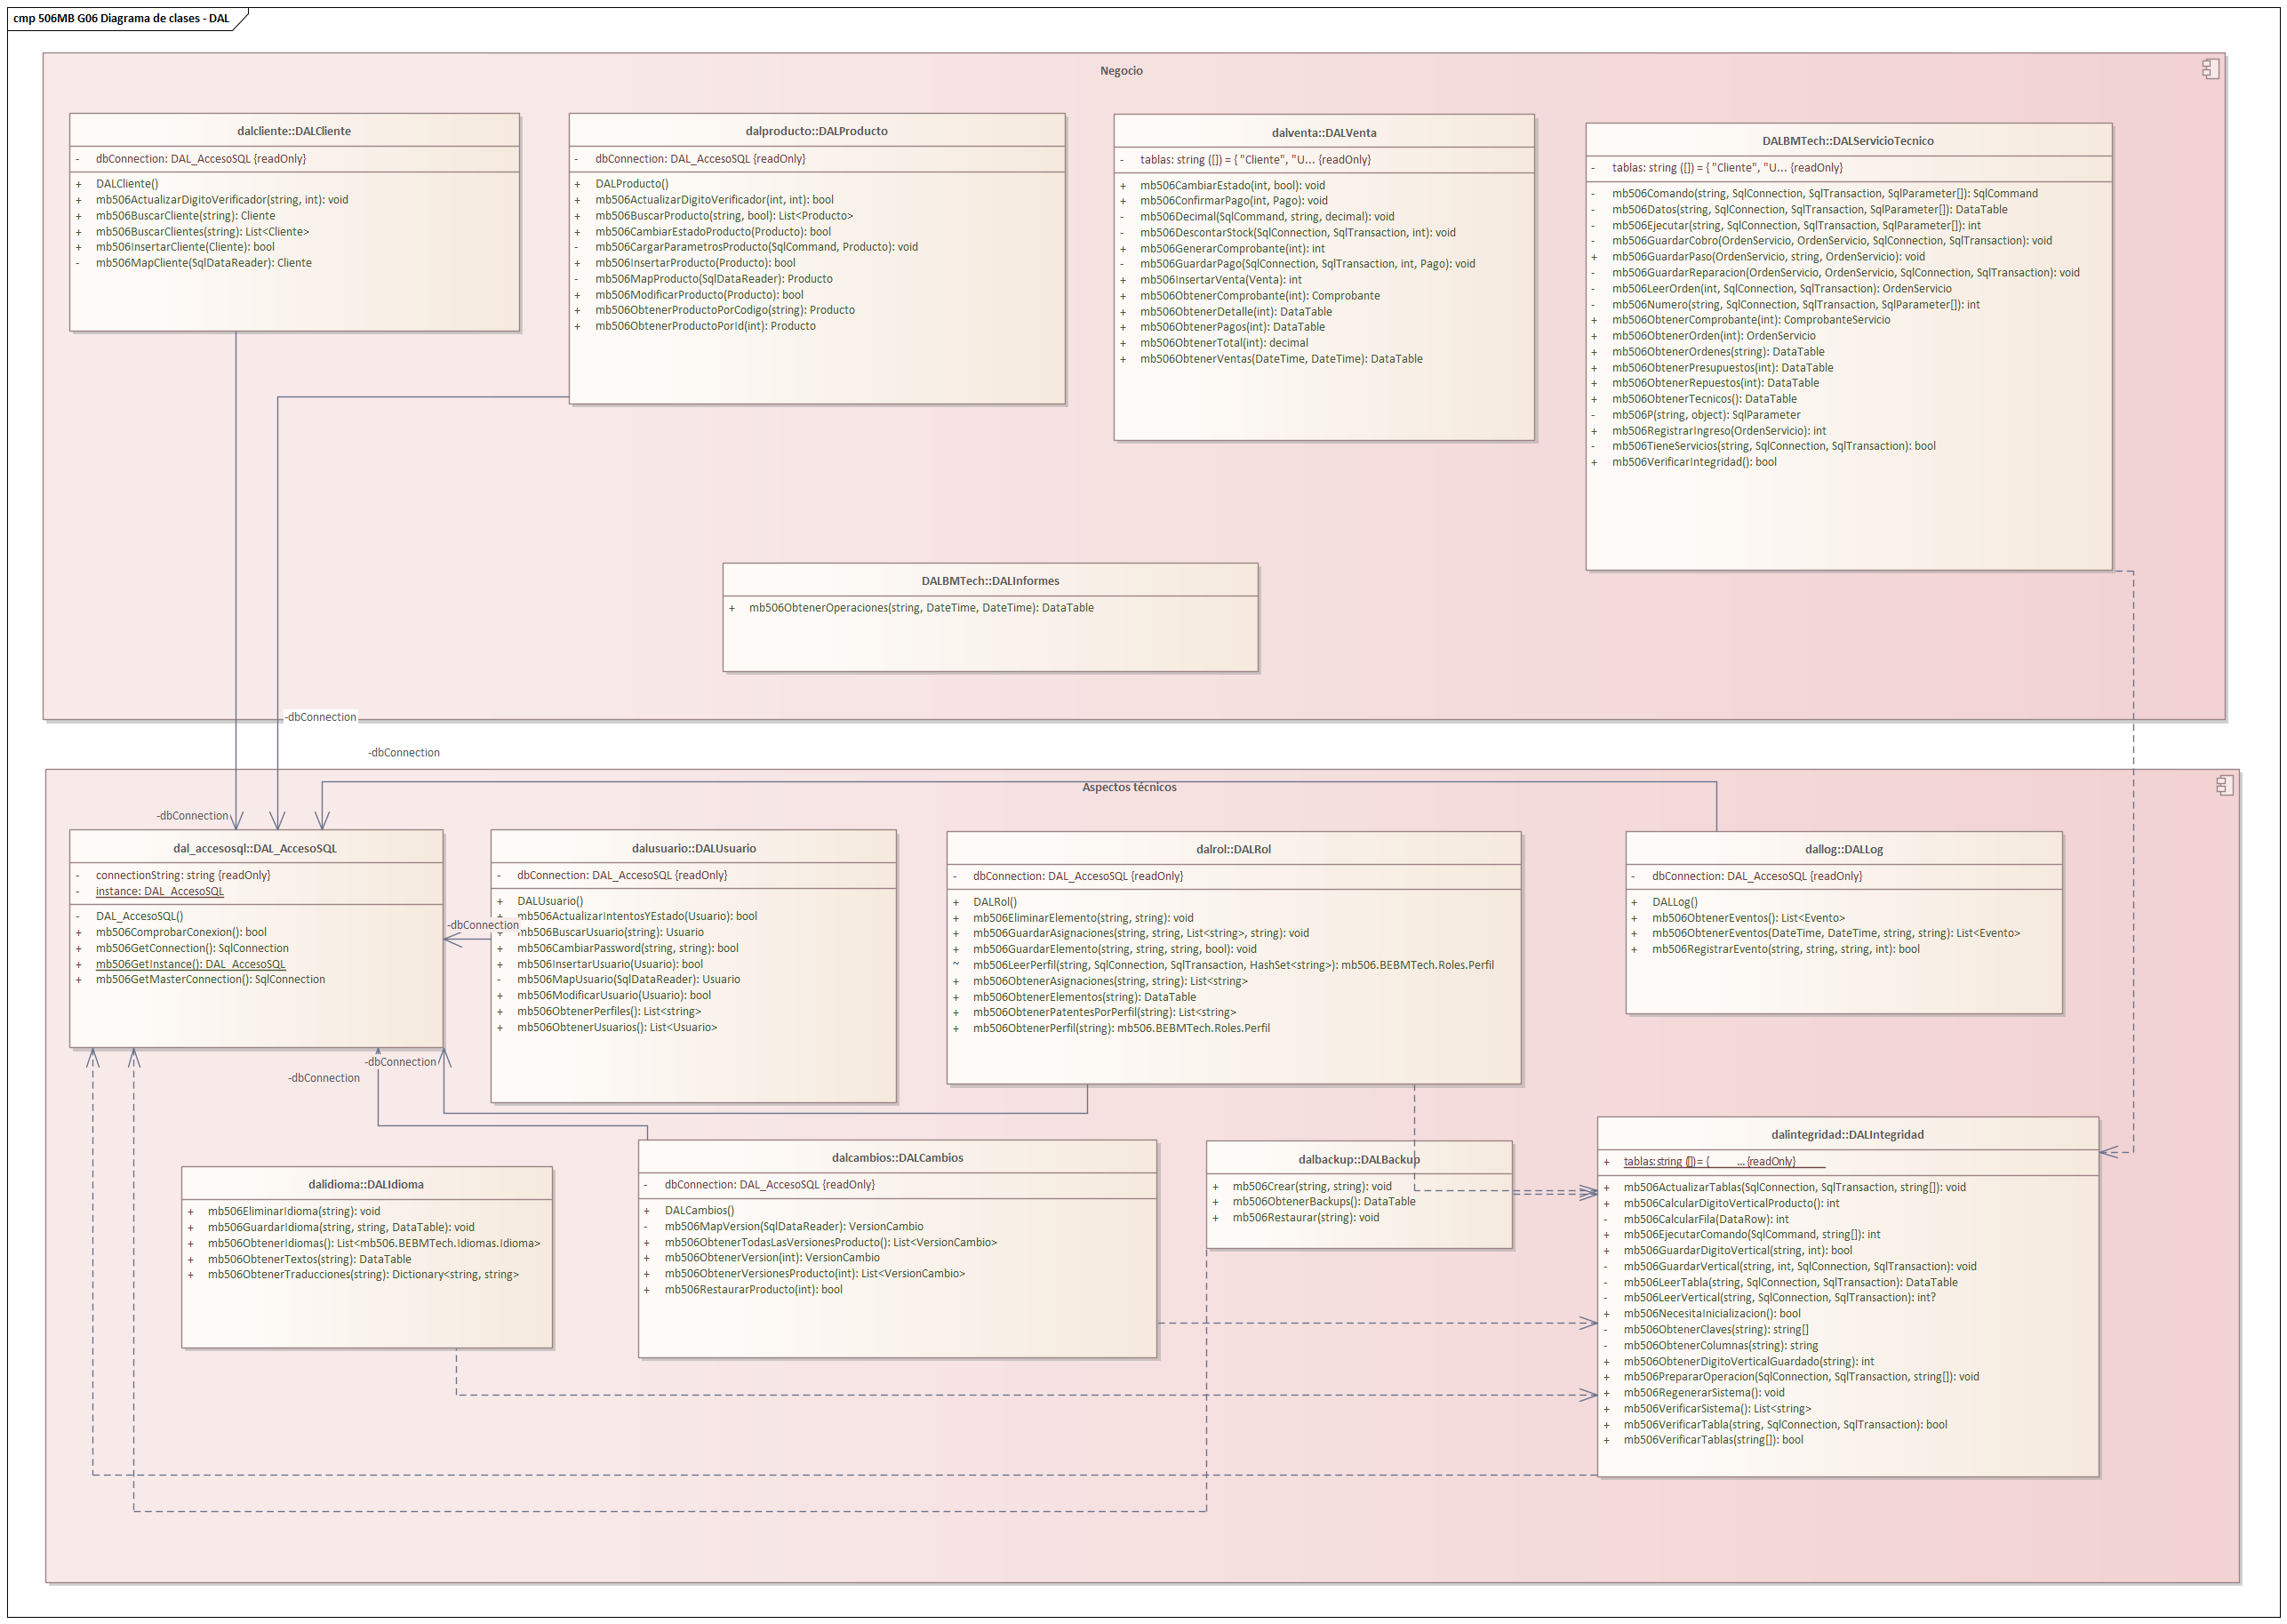 cmp 506MB G06 Diagrama de clases - DAL
Negocio
dalcliente::DALCliente
- dbConnection: DAL_AccesoSQL {readOnly}
+ DALCliente()
+ mb506ActualizarDigitoVerificador(string, int): void
+ mb506BuscarCliente(string): Cliente
+ mb506BuscarClientes(string): List<Cliente>
+ mb506InsertarCliente(Cliente): bool
- mb506MapCliente(SqlDataReader): Cliente
dalproducto::DALProducto
- dbConnection: DAL_AccesoSQL {readOnly}
+ DALProducto()
+ mb506ActualizarDigitoVerificador(int, int): bool
+ mb506BuscarProducto(string, bool): List<Producto>
+ mb506CambiarEstadoProducto(Producto): bool
- mb506CargarParametrosProducto(SqlCommand, Producto): void
+ mb506InsertarProducto(Producto): bool
- mb506MapProducto(SqlDataReader): Producto
+ mb506ModificarProducto(Producto): bool
+ mb506ObtenerProductoPorCodigo(string): Producto
+ mb506ObtenerProductoPorId(int): Producto
dalventa::DALVenta
- tablas: string ([]) = { "Cliente", "U... {readOnly}
+ mb506CambiarEstado(int, bool): void
+ mb506ConfirmarPago(int, Pago): void
- mb506Decimal(SqlCommand, string, decimal): void
- mb506DescontarStock(SqlConnection, SqlTransaction, int): void
+ mb506GenerarComprobante(int): int
- mb506GuardarPago(SqlConnection, SqlTransaction, int, Pago): void
+ mb506InsertarVenta(Venta): int
+ mb506ObtenerComprobante(int): Comprobante
+ mb506ObtenerDetalle(int): DataTable
+ mb506ObtenerPagos(int): DataTable
+ mb506ObtenerTotal(int): decimal
+ mb506ObtenerVentas(DateTime, DateTime): DataTable
DALBMTech::DALServicioTecnico
- tablas: string ([]) = { "Cliente", "U... {readOnly}
- mb506Comando(string, SqlConnection, SqlTransaction, SqlParameter[]): SqlCommand
- mb506Datos(string, SqlConnection, SqlTransaction, SqlParameter[]): DataTable
- mb506Ejecutar(string, SqlConnection, SqlTransaction, SqlParameter[]): int
- mb506GuardarCobro(OrdenServicio, OrdenServicio, SqlConnection, SqlTransaction): void
+ mb506GuardarPaso(OrdenServicio, string, OrdenServicio): void
- mb506GuardarReparacion(OrdenServicio, OrdenServicio, SqlConnection, SqlTransaction): void
- mb506LeerOrden(int, SqlConnection, SqlTransaction): OrdenServicio
- mb506Numero(string, SqlConnection, SqlTransaction, SqlParameter[]): int
+ mb506ObtenerComprobante(int): ComprobanteServicio
+ mb506ObtenerOrden(int): OrdenServicio
+ mb506ObtenerOrdenes(string): DataTable
+ mb506ObtenerPresupuestos(int): DataTable
+ mb506ObtenerRepuestos(int): DataTable
+ mb506ObtenerTecnicos(): DataTable
- mb506P(string, object): SqlParameter
+ mb506RegistrarIngreso(OrdenServicio): int
- mb506TieneServicios(string, SqlConnection, SqlTransaction): bool
+ mb506VerificarIntegridad(): bool
DALBMTech::DALInformes
+ mb506ObtenerOperaciones(string, DateTime, DateTime): DataTable
-dbConnection
-dbConnection
Aspectos técnicos
-dbConnection
dal_accesosql::DAL_AccesoSQL
- connectionString: string {readOnly}
- instance: DAL_AccesoSQL
- DAL_AccesoSQL()
+ mb506ComprobarConexion(): bool
+ mb506GetConnection(): SqlConnection
+ mb506GetInstance(): DAL_AccesoSQL
+ mb506GetMasterConnection(): SqlConnection
-dbConnection
dalusuario::DALUsuario
- dbConnection: DAL_AccesoSQL {readOnly}
+ DALUsuario()
+ mb506ActualizarIntentosYEstado(Usuario): bool
+ mb506BuscarUsuario(string): Usuario
+ mb506CambiarPassword(string, string): bool
+ mb506InsertarUsuario(Usuario): bool
- mb506MapUsuario(SqlDataReader): Usuario
+ mb506ModificarUsuario(Usuario): bool
+ mb506ObtenerPerfiles(): List<string>
+ mb506ObtenerUsuarios(): List<Usuario>
dalrol::DALRol
- dbConnection: DAL_AccesoSQL {readOnly}
+ DALRol()
+ mb506EliminarElemento(string, string): void
+ mb506GuardarAsignaciones(string, string, List<string>, string): void
+ mb506GuardarElemento(string, string, string, bool): void
~ mb506LeerPerfil(string, SqlConnection, SqlTransaction, HashSet<string>): mb506.BEBMTech.Roles.Perfil
+ mb506ObtenerAsignaciones(string, string): List<string>
+ mb506ObtenerElementos(string): DataTable
+ mb506ObtenerPatentesPorPerfil(string): List<string>
+ mb506ObtenerPerfil(string): mb506.BEBMTech.Roles.Perfil
dallog::DALLog
- dbConnection: DAL_AccesoSQL {readOnly}
+ DALLog()
+ mb506ObtenerEventos(): List<Evento>
+ mb506ObtenerEventos(DateTime, DateTime, string, string): List<Evento>
+ mb506RegistrarEvento(string, string, string, int): bool
-dbConnection
-dbConnection
dalidioma::DALIdioma
+ mb506EliminarIdioma(string): void
+ mb506GuardarIdioma(string, string, DataTable): void
+ mb506ObtenerIdiomas(): List<mb506.BEBMTech.Idiomas.Idioma>
+ mb506ObtenerTextos(string): DataTable
+ mb506ObtenerTraducciones(string): Dictionary<string, string>
dalcambios::DALCambios
- dbConnection: DAL_AccesoSQL {readOnly}
+ DALCambios()
- mb506MapVersion(SqlDataReader): VersionCambio
+ mb506ObtenerTodasLasVersionesProducto(): List<VersionCambio>
+ mb506ObtenerVersion(int): VersionCambio
+ mb506ObtenerVersionesProducto(int): List<VersionCambio>
+ mb506RestaurarProducto(int): bool
dalbackup::DALBackup
+ mb506Crear(string, string): void
+ mb506ObtenerBackups(): DataTable
+ mb506Restaurar(string): void
dalintegridad::DALIntegridad
+ tablas: string ([]) = { ... {readOnly}
+ mb506ActualizarTablas(SqlConnection, SqlTransaction, string[]): void
+ mb506CalcularDigitoVerticalProducto(): int
- mb506CalcularFila(DataRow): int
+ mb506EjecutarComando(SqlCommand, string[]): int
+ mb506GuardarDigitoVertical(string, int): bool
- mb506GuardarVertical(string, int, SqlConnection, SqlTransaction): void
- mb506LeerTabla(string, SqlConnection, SqlTransaction): DataTable
- mb506LeerVertical(string, SqlConnection, SqlTransaction): int?
+ mb506NecesitaInicializacion(): bool
- mb506ObtenerClaves(string): string[]
- mb506ObtenerColumnas(string): string
+ mb506ObtenerDigitoVerticalGuardado(string): int
+ mb506PrepararOperacion(SqlConnection, SqlTransaction, string[]): void
+ mb506RegenerarSistema(): void
+ mb506VerificarSistema(): List<string>
+ mb506VerificarTabla(string, SqlConnection, SqlTransaction): bool
+ mb506VerificarTablas(string[]): bool